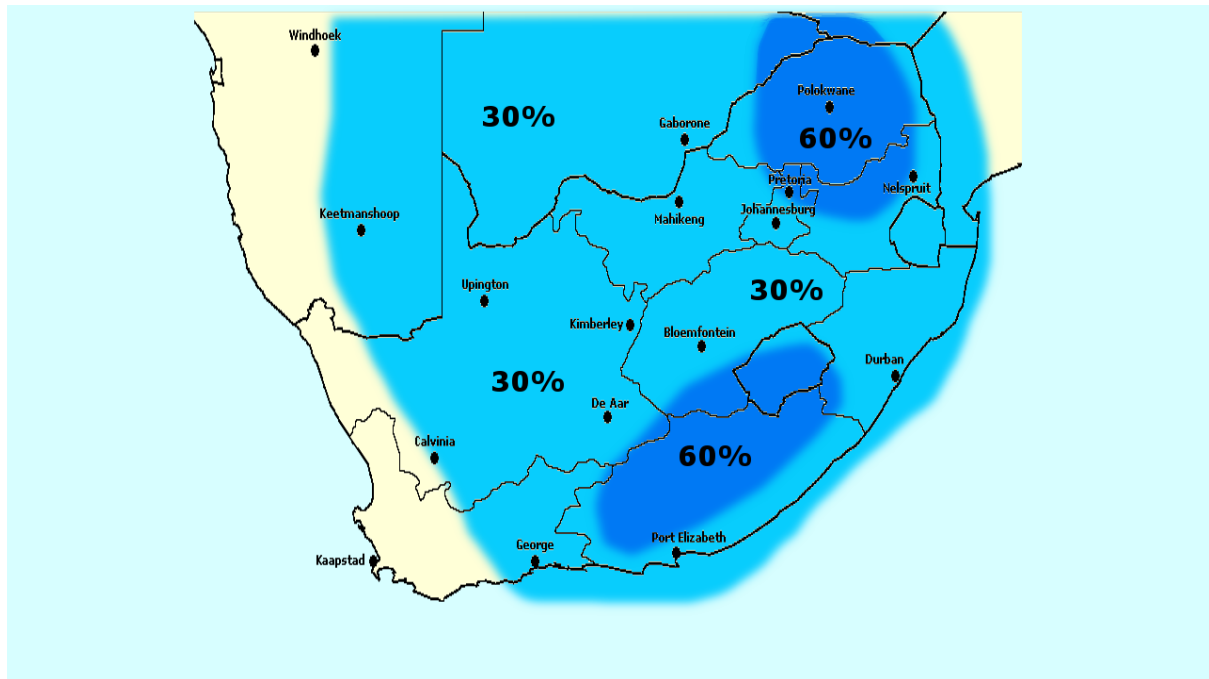 Windhoek
Polokwane
30%
Gaborone
60%
Pretoria
Nelspruit
Keetmanshoop
Mahikeng
Johannesburg
Upington
30%
Kimberley
Bloemfontein
Durban
30%
De Aar
Calvinia
60%
Port Elizabeth
George
Kaapstad